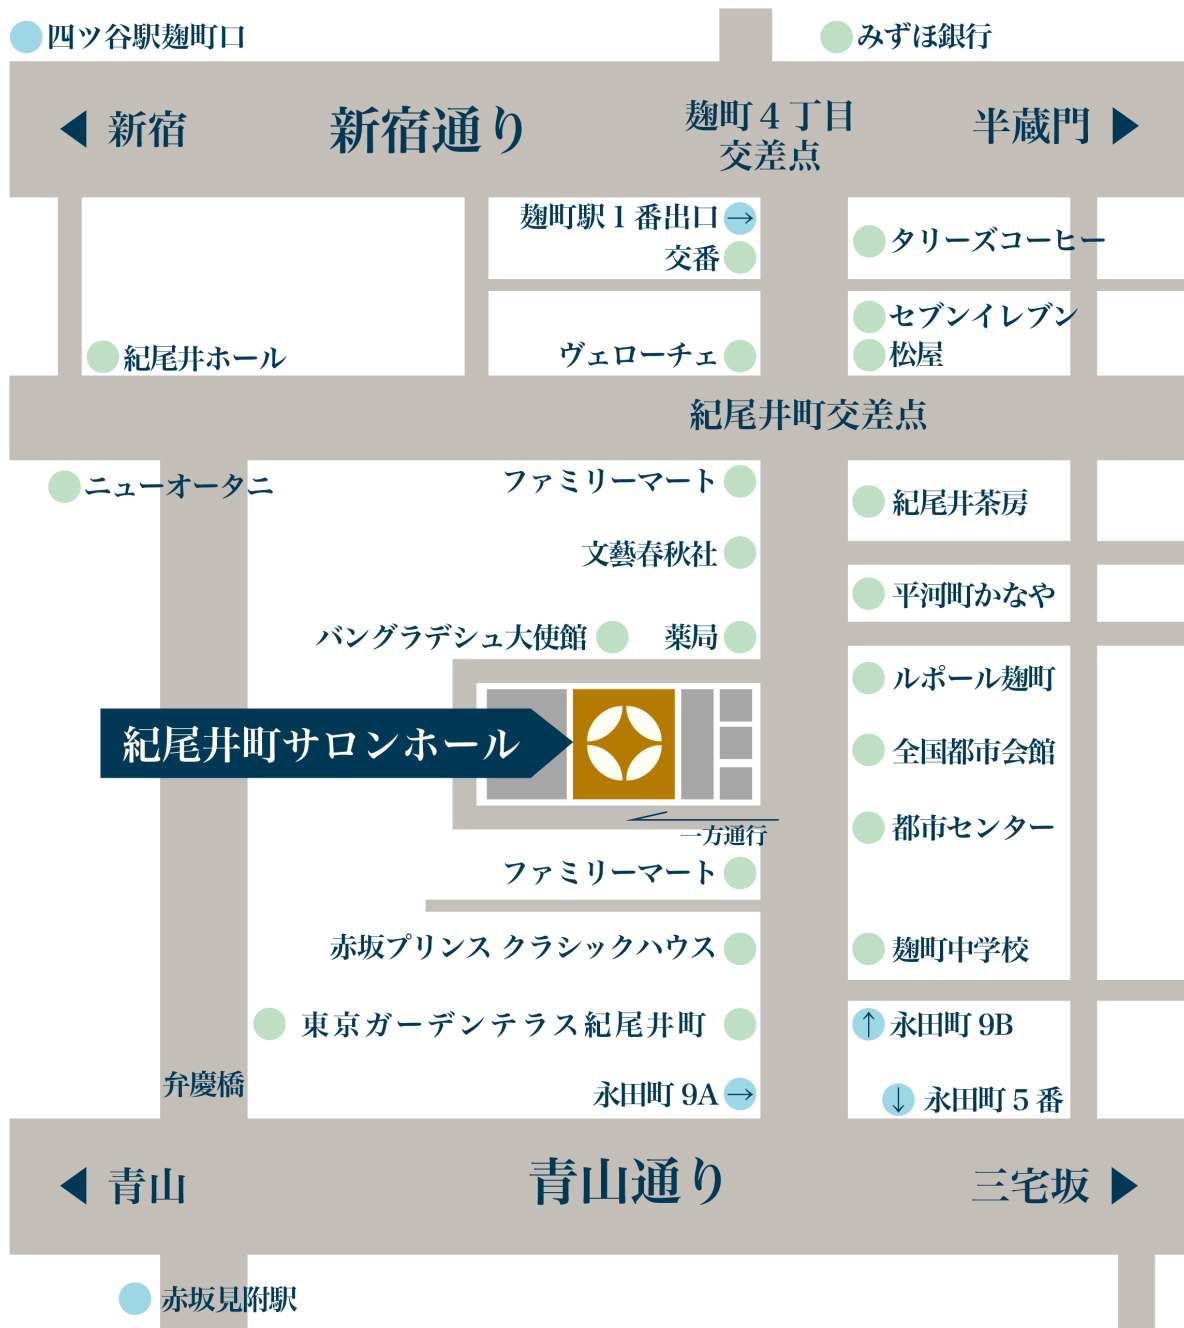 四ツ谷駅麹町口
みずほ銀行
新宿
新宿通り
麹町4丁目
交差点
半蔵門
麹町駅1番出口
→
交番
タリーズコーヒー
セブンイレブン
松屋
紀尾井ホール
ヴェローチェ
紀尾井町交差点
ニューオータニ
ファミリーマート
紀尾井茶房
文藝春秋社
平河町かなや
バングラデシュ大使館
薬局
ルポール麹町
紀尾井町サロンホール
全国都市会館
一方通行
都市センター
ファミリーマート
赤坂プリンス クラシックハウス
麹町中学校
東京ガーデンテラス紀尾井町
↑
永田町 9B
弁慶橋
永田町 9A
→
↓
永田町 5 番
青山
青山通り
三宅坂
赤坂見附駅